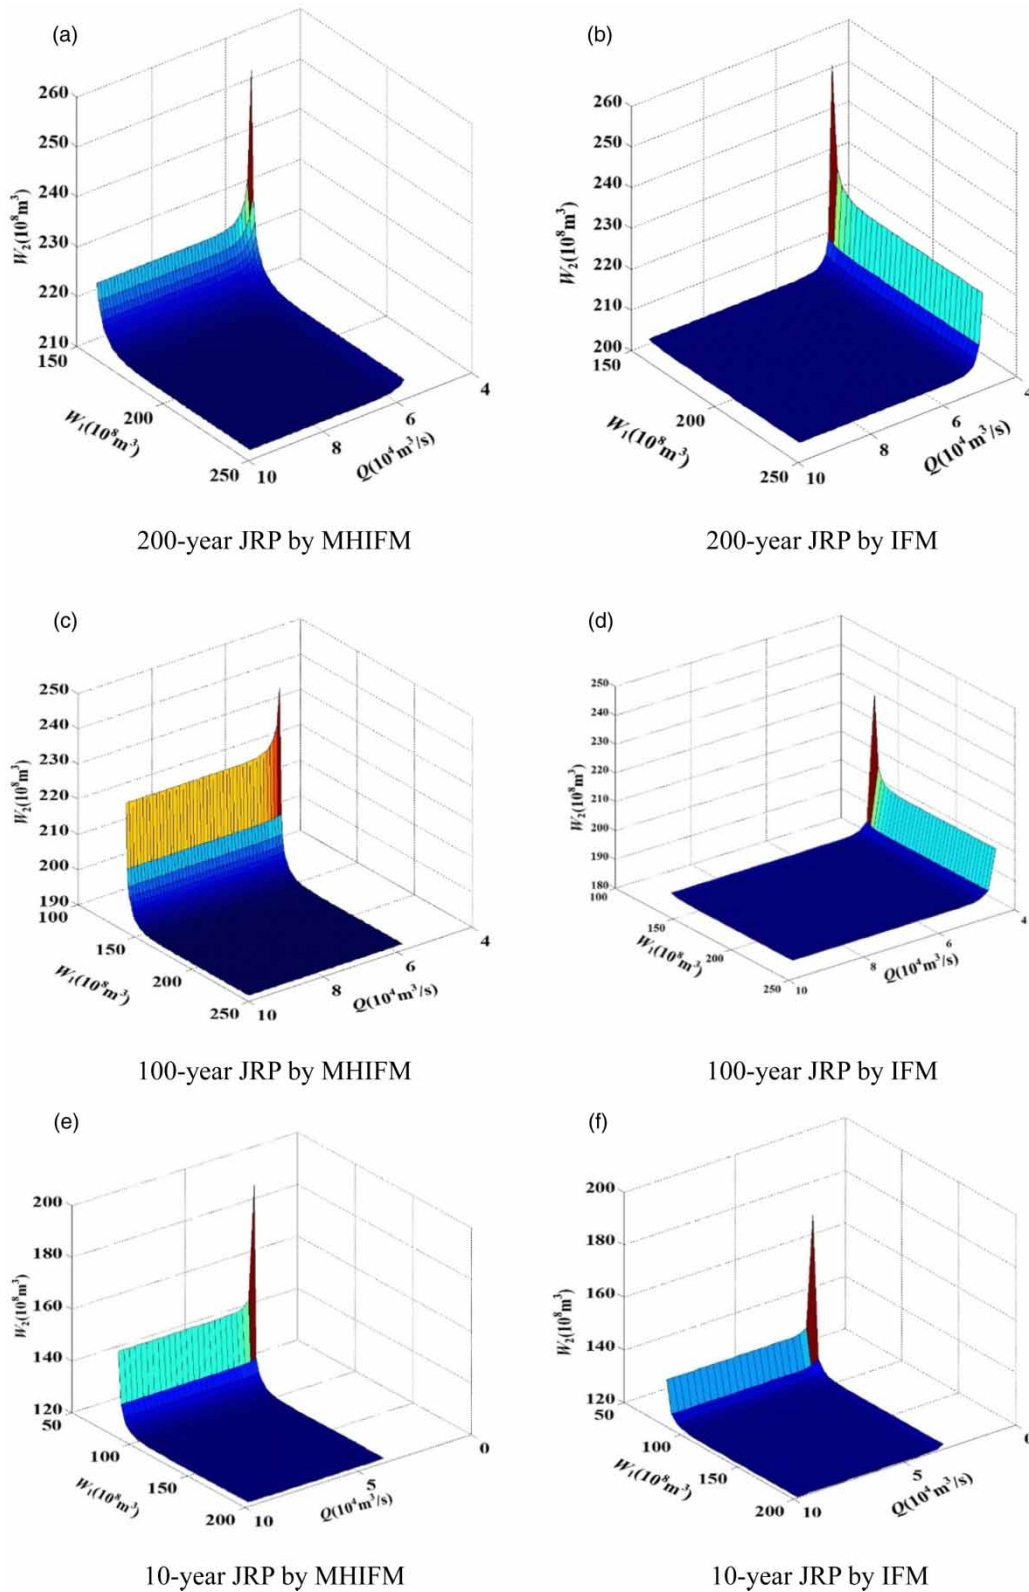 (a)
260
250
240
230
220
210
W₂(10⁸m³)
150
200
250
W₁(10⁸m³)
10
8
6
4
Q(10⁴m³/s)
200-year JRP by MHIFM
(b)
260
250
240
230
220
210
200
W₂(10⁸m³)
150
200
250
W₁(10⁸m³)
10
8
6
4
Q(10⁴m³/s)
200-year JRP by IFM
(c)
250
240
230
220
210
200
190
W₂(10⁸m³)
100
150
200
250
W₁(10⁸m³)
10
8
6
4
Q(10⁴m³/s)
100-year JRP by MHIFM
(d)
250
240
230
220
210
200
190
180
W₂(10⁸m³)
100
150
200
250
W₁(10⁸m³)
10
8
6
4
Q(10⁴m³/s)
100-year JRP by IFM
(e)
200
180
160
140
120
W₂(10⁸m³)
50
100
150
200
W₁(10⁸m³)
10
5
0
Q(10⁴m³/s)
10-year JRP by MHIFM
(f)
200
180
160
140
120
W₂(10⁸m³)
50
100
150
200
W₁(10⁸m³)
10
5
0
Q(10⁴m³/s)
10-year JRP by IFM